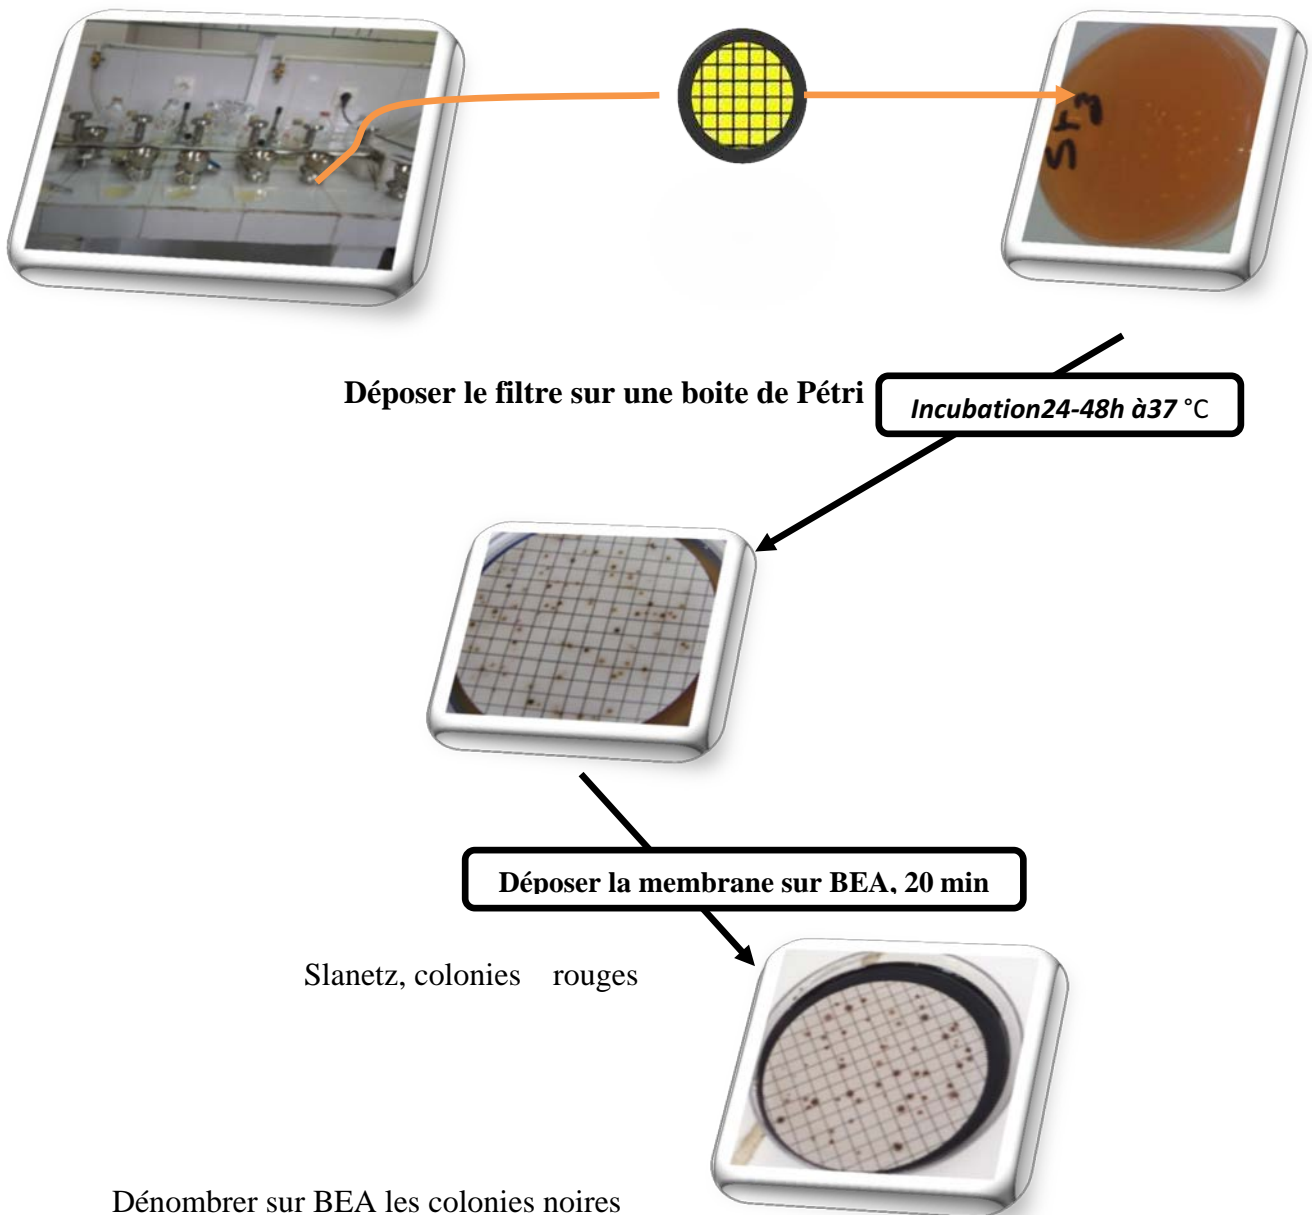 Déposer le filtre sur une boite de Pétri
Incubation24-48h à37 °C
Déposer la membrane sur BEA, 20 min
Slanetz, colonies rouges
Dénombrer sur BEA les colonies noires